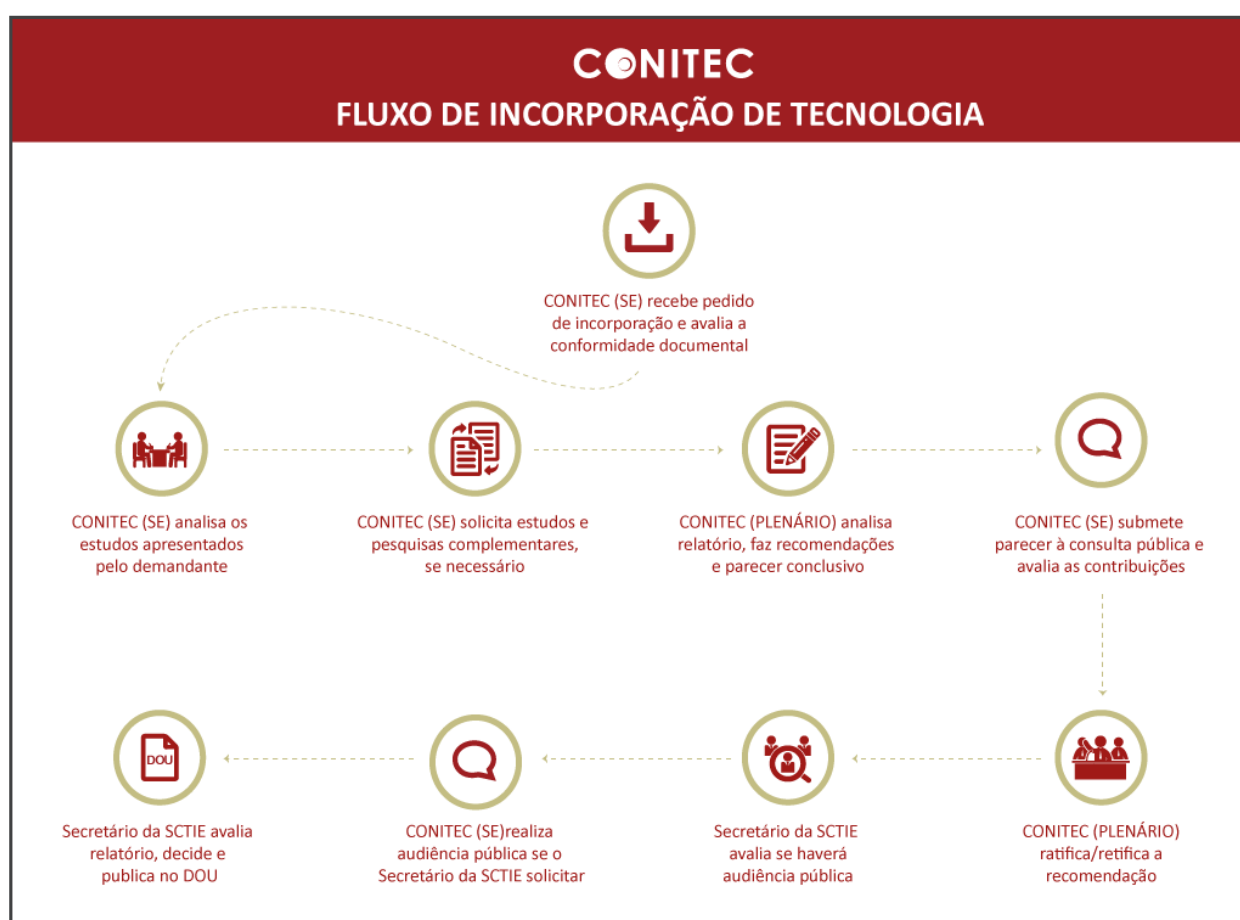 CONITEC
FLUXO DE INCORPORAÇÃO DE TECNOLOGIA
CONITEC (SE) recebe pedido
de incorporação e avalia a
conformidade documental
CONITEC (SE) analisa os
estudos apresentados
pelo demandante
CONITEC (SE) solicita estudos e
pesquisas complementares,
se necessário
CONITEC (PLENÁRIO) analisa
relatório, faz recomendações
e parecer conclusivo
CONITEC (SE) submete
parecer à consulta pública e
avalia as contribuições
CONITEC (PLENÁRIO)
ratifica/retifica a
recomendação
Secretário da SCTIE
avalia se haverá
audiência pública
CONITEC (SE)realiza
audiência pública se o
Secretário da SCTIE solicitar
DOU
Secretário da SCTIE avalia
relatório, decide e
publica no DOU